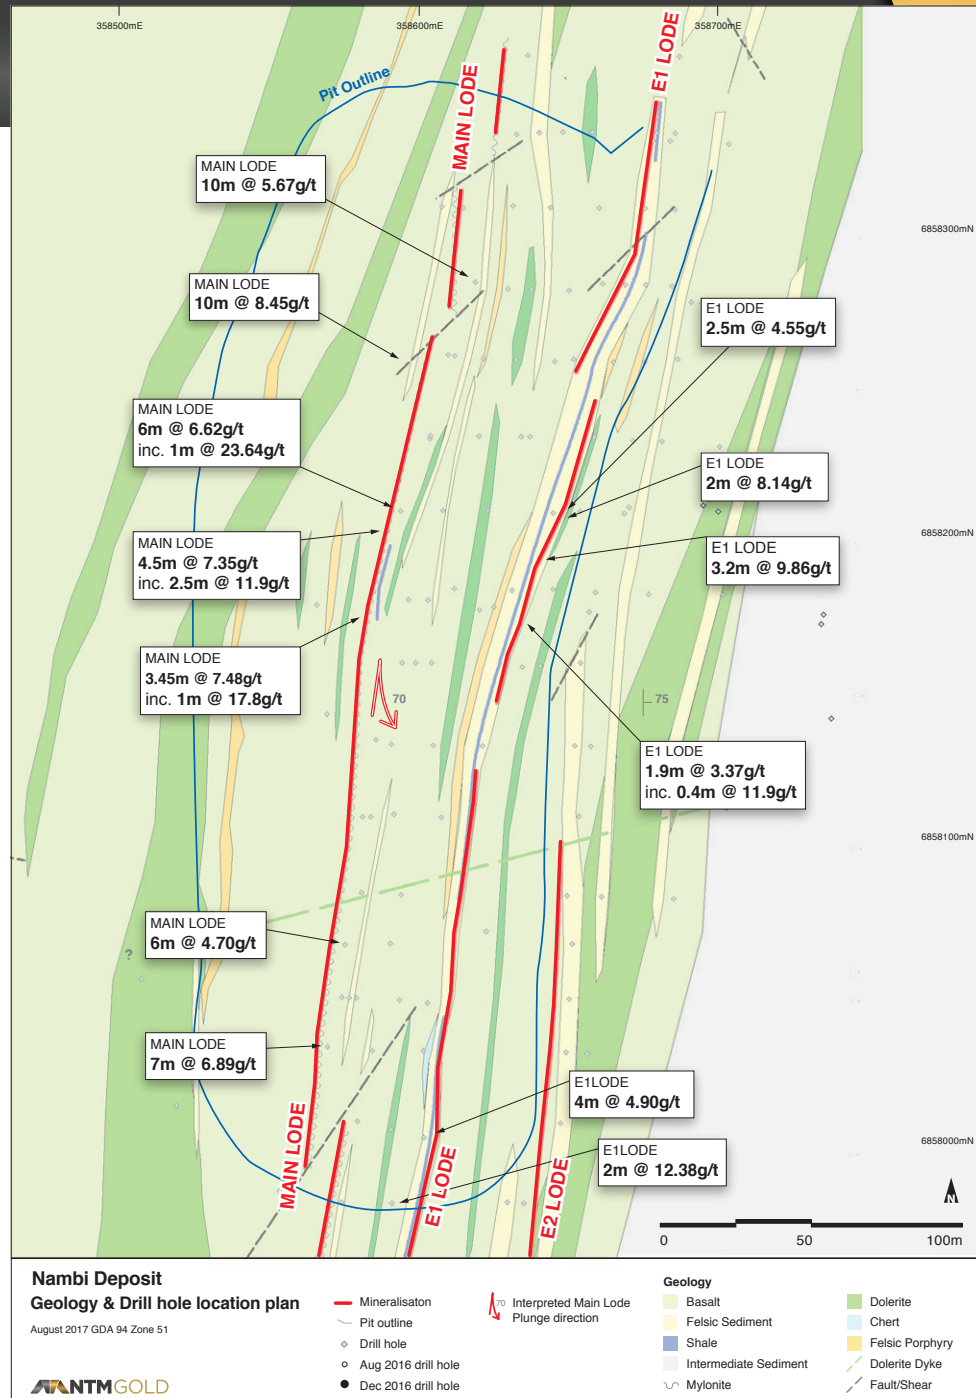 358500mE
358600mE
358700mE
Pit Outline
MAIN LODE
E1 LODE
MAIN LODE
10m @ 5.67g/t
6858300mN
MAIN LODE
10m @ 8.45g/t
E1 LODE
2.5m @ 4.55g/t
MAIN LODE
6m @ 6.62g/t
inc. 1m @ 23.64g/t
E1 LODE
2m @ 8.14g/t
6858200mN
MAIN LODE
4.5m @ 7.35g/t
inc. 2.5m @ 11.9g/t
E1 LODE
3.2m @ 9.86g/t
MAIN LODE
3.45m @ 7.48g/t
inc. 1m @ 17.8g/t
70
75
E1 LODE
1.9m @ 3.37g/t
inc. 0.4m @ 11.9g/t
6858100mN
MAIN LODE
6m @ 4.70g/t
?
MAIN LODE
7m @ 6.89g/t
E1LODE
4m @ 4.90g/t
6858000mN
E1LODE
2m @ 12.38g/t
MAIN LODE
E1 LODE
E2 LODE
N
0
50
100m
Nambi Deposit
Geology & Drill hole location plan
August 2017 GDA 94 Zone 51
NTMGOLD
Mineralisaton
Pit outline
Drill hole
Aug 2016 drill hole
Dec 2016 drill hole
70
Interpreted Main Lode
Plunge direction
Geology
Basalt
Felsic Sediment
Shale
Intermediate Sediment
Mylonite
Dolerite
Chert
Felsic Porphyry
Dolerite Dyke
Fault/Shear